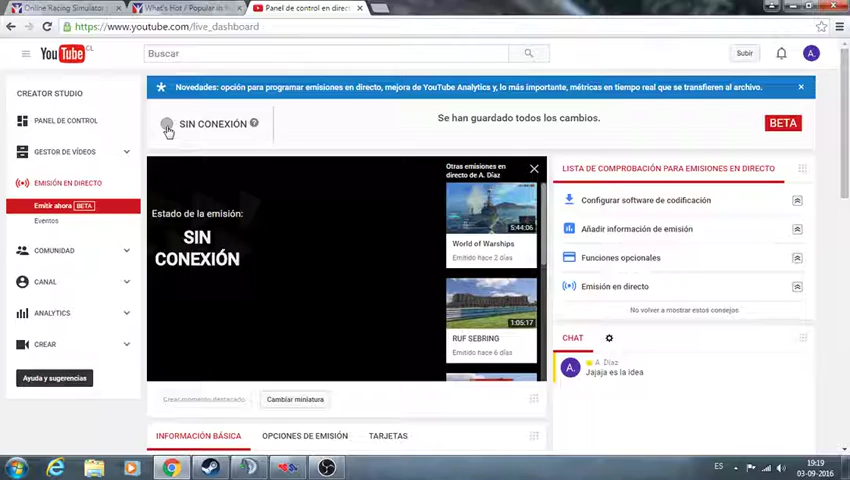 Online Racing Simulator
What's Hot / Popular in
Panel de control en direct
https://www.youtube.com/live_dashboard
YouTube CL
Buscar
Subir
A.
CREATOR STUDIO
PANEL DE CONTROL
GESTOR DE VÍDEOS
EMISIÓN EN DIRECTO
Emitir ahora BETA
Eventos
COMUNIDAD
CANAL
ANALYTICS
CREAR
Ayuda y sugerencias
Novedades: opción para programar emisiones en directo, mejora de YouTube Analytics y, lo más importante, métricas en tiempo real que se transfieren al archivo.
SIN CONEXIÓN
Se han guardado todos los cambios.
BETA
Estado de la emisión:
SIN
CONEXIÓN
Otras emisiones en
directo de A. Díaz
5:44:06
World of Warships
Emitido hace 2 días
1:05:17
RUF SEBRING
Emitido hace 6 días
Crear momento destacado
Cambiar miniatura
INFORMACIÓN BÁSICA
OPCIONES DE EMISIÓN
TARJETAS
LISTA DE COMPROBACIÓN PARA EMISIONES EN DIRECTO
Configurar software de codificación
Añadir información de emisión
Funciones opcionales
Emisión en directo
No volver a mostrar estos consejos
CHAT
A.
A. Díaz
Jajaja es la idea
ES
19:19
03-09-2016